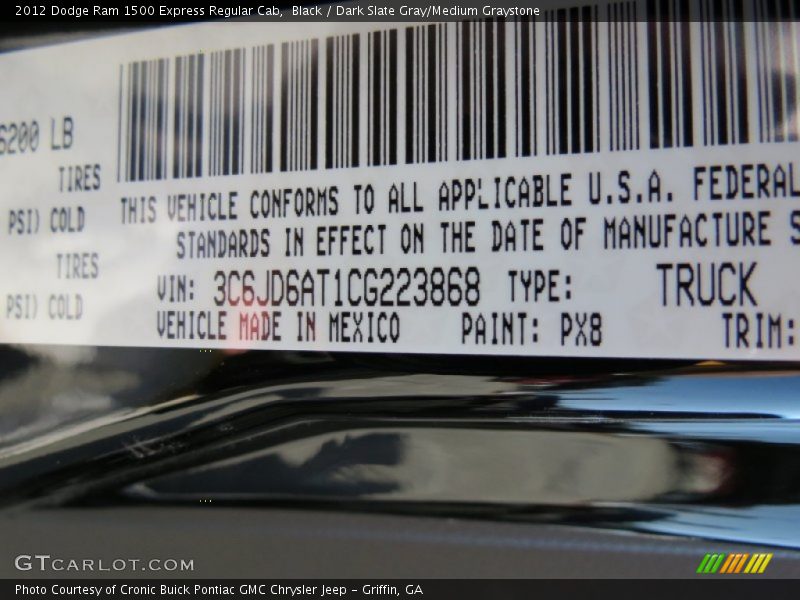 2012 Dodge Ram 1500 Express Regular Cab,  Black / Dark Slate Gray/Medium Graystone
6200 LB
TIRES
PSI) COLD
TIRES
PSI) COLD
THIS VEHICLE CONFORMS TO ALL APPLICABLE U.S.A. FEDERAL
STANDARDS IN EFFECT ON THE DATE OF MANUFACTURE S
VIN: 3C6JD6AT1CG223868 TYPE: TRUCK
VEHICLE MADE IN MEXICO PAINT: PX8 TRIM:
GTCARLOT.COM
Photo Courtesy of Cronic Buick Pontiac GMC Chrysler Jeep - Griffin, GA